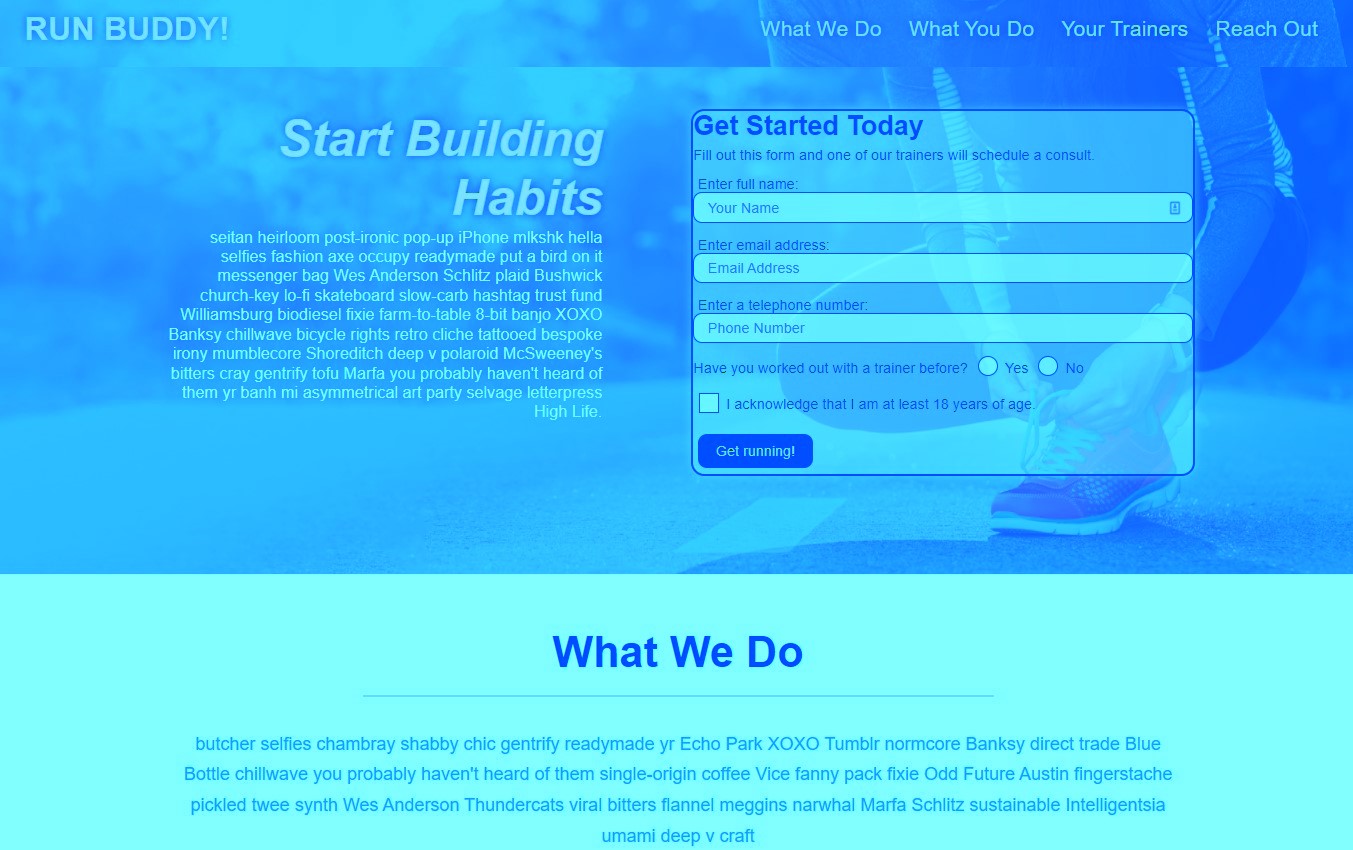 RUN BUDDY!
What We Do What You Do Your Trainers Reach Out
Start Building
Habits
seitan heirloom post-ironic pop-up iPhone mlkshk hella
selfies fashion axe occupy readymade put a bird on it
messenger bag Wes Anderson Schlitz plaid Bushwick
church-key lo-fi skateboard slow-carb hashtag trust fund
Williamsburg biodiesel fixie farm-to-table 8-bit banjo XOXO
Banksy chillwave bicycle rights retro cliche tattooed bespoke
irony mumblecore Shoreditch deep v polaroid McSweeney's
bitters cray gentrify tofu Marfa you probably haven't heard of
them yr banh mi asymmetrical art party selvage letterpress
High Life.
Get Started Today
Fill out this form and one of our trainers will schedule a consult.
Enter full name:
Your Name
Enter email address:
Email Address
Enter a telephone number:
Phone Number
Have you worked out with a trainer before? Yes No
I acknowledge that I am at least 18 years of age.
Get running!
What We Do
butcher selfies chambray shabby chic gentrify readymade yr Echo Park XOXO Tumblr normcore Banksy direct trade Blue
Bottle chillwave you probably haven't heard of them single-origin coffee Vice fanny pack fixie Odd Future Austin fingerstache
pickled twee synth Wes Anderson Thundercats viral bitters flannel meggins narwhal Marfa Schlitz sustainable Intelligentsia
umami deep v craft